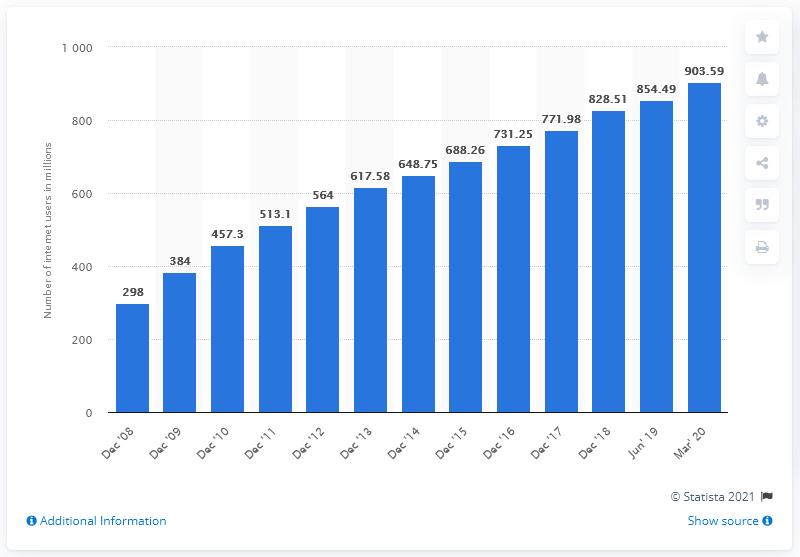 1 000
800
600
400
200
0
Number of internet users in millions
298
384
457.3
513.1
564
617.58
648.75
688.26
731.25
771.98
828.51
854.49
903.59
Dec '08
Dec '09
Dec '10
Dec '11
Dec '12
Dec '13
Dec '14
Dec '15
Dec '16
Dec '17
Dec '18
Jun' 19
Mar' 20
© Statista 2021
Additional Information
Show source